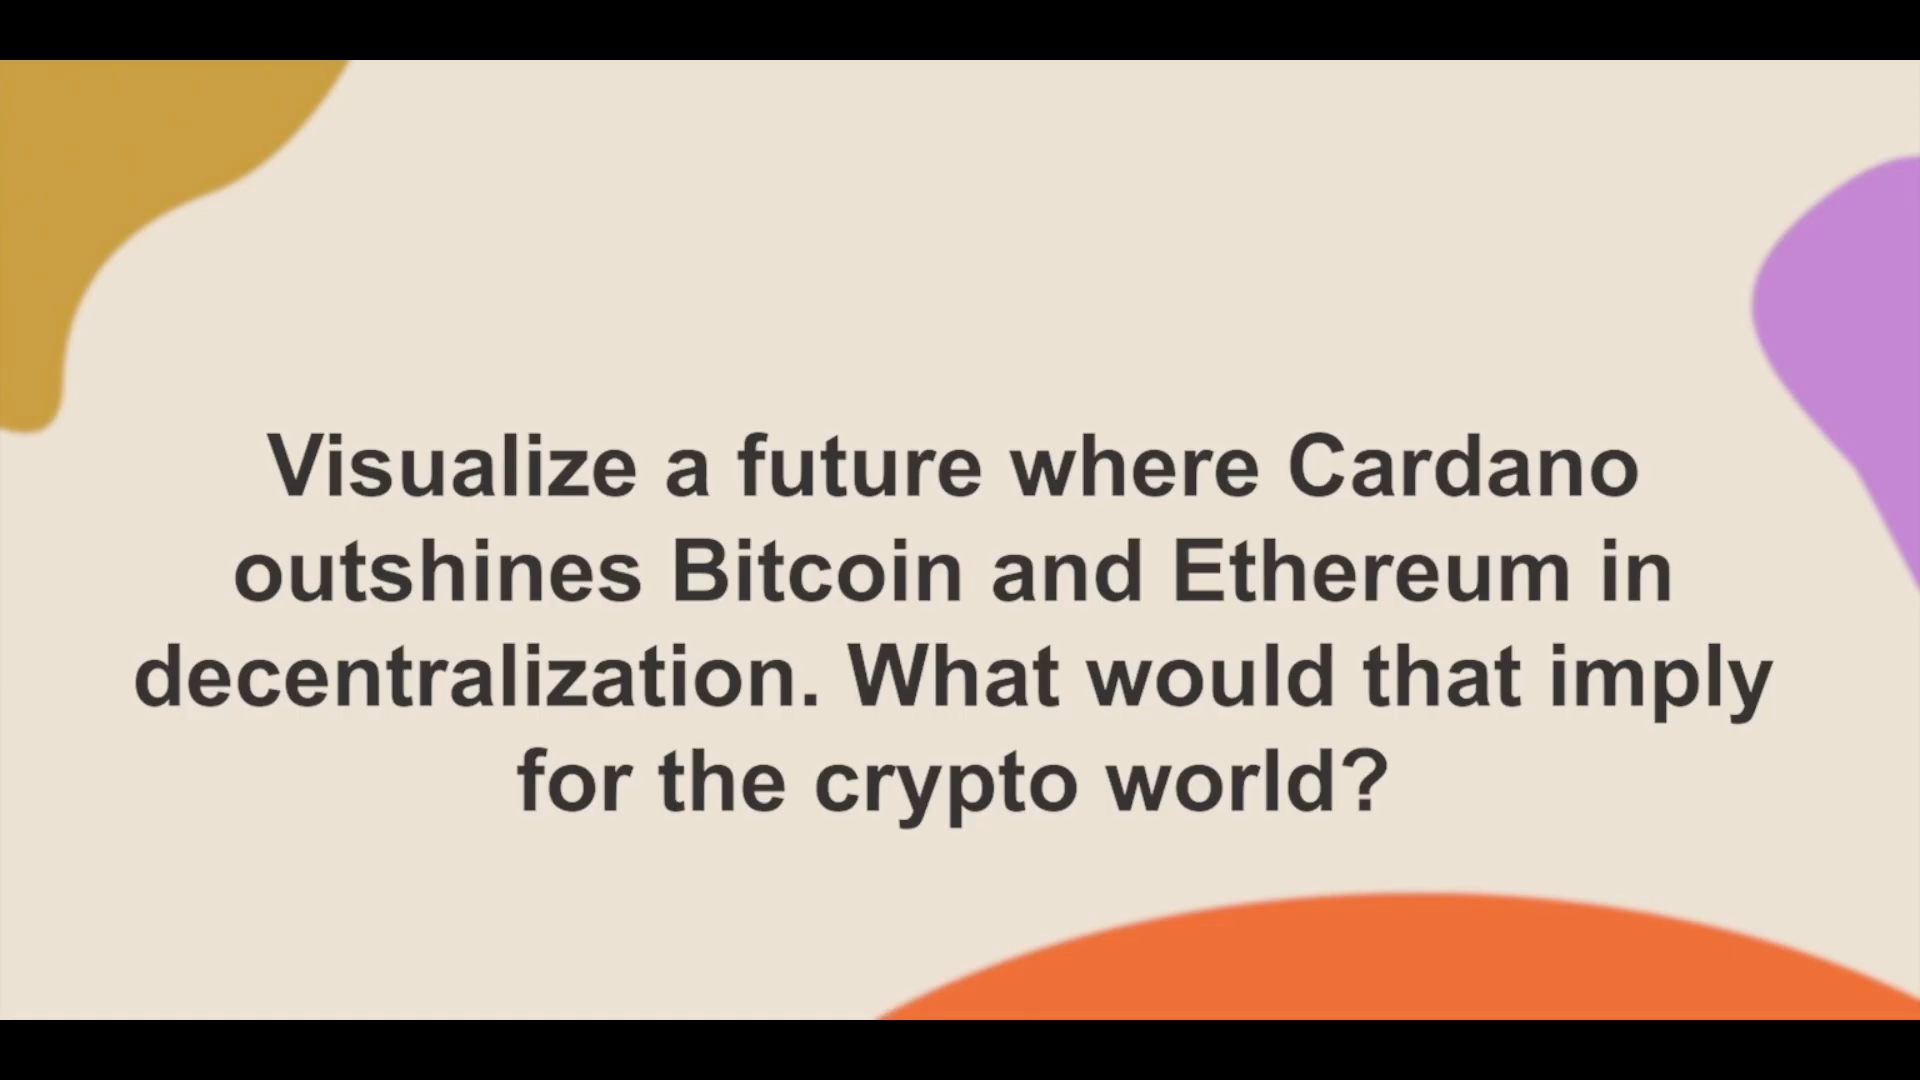 Visualize a future where Cardano
outshines Bitcoin and Ethereum in
decentralization. What would that imply
for the crypto world?